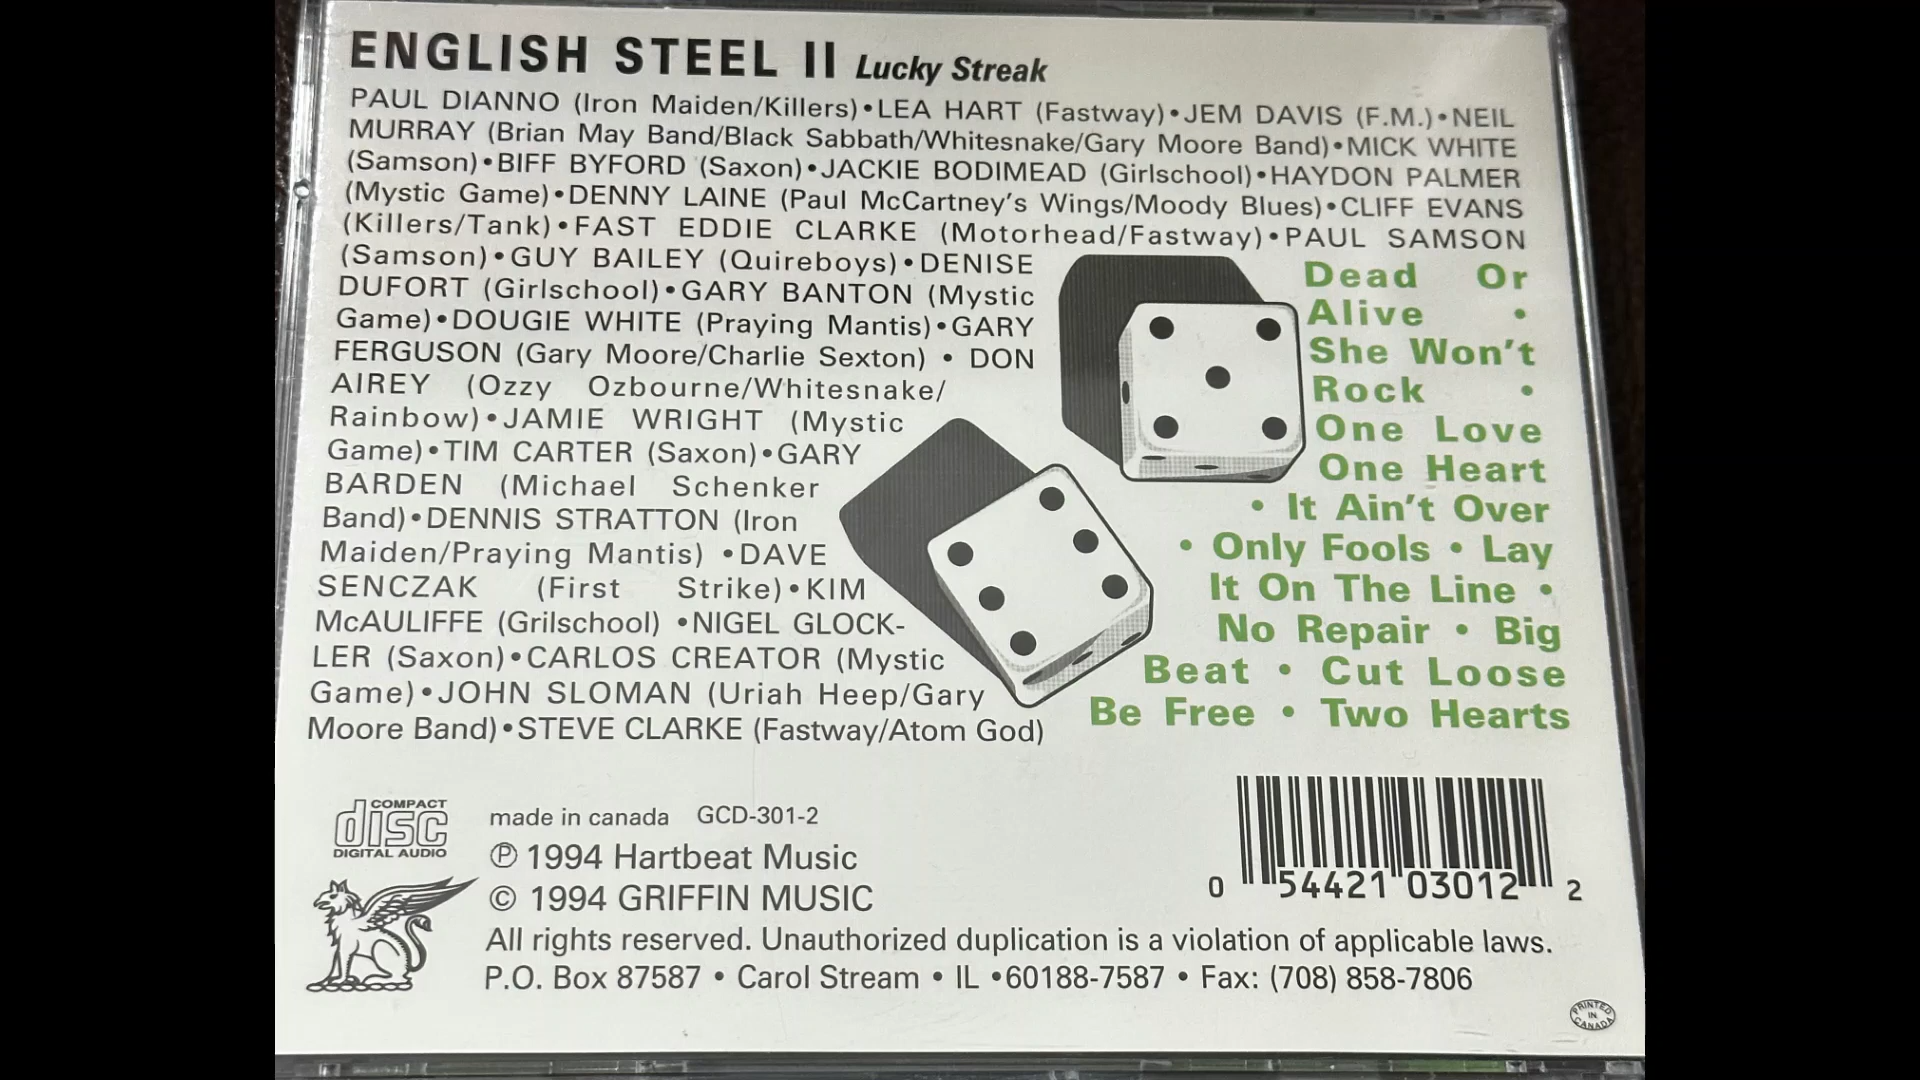 ENGLISH STEEL II Lucky Streak
PAUL DIANNO (Iron Maiden/Killers)•LEA HART (Fastway)•JEM DAVIS (F.M.)•NEIL
MURRAY (Brian May Band/Black Sabbath/Whitesnake/Gary Moore Band)•MICK WHITE
(Samson)•BIFF BYFORD (Saxon)•JACKIE BODIMEAD (Girlschool)•HAYDON PALMER
(Mystic Game)•DENNY LAINE (Paul McCartney's Wings/Moody Blues)•CLIFF EVANS
(Killers/Tank)•FAST EDDIE CLARKE (Motorhead/Fastway)•PAUL SAMSON
(Samson)•GUY BAILEY (Quireboys)•DENISE
DUFORT (Girlschool)•GARY BANTON (Mystic
Game)•DOUGIE WHITE (Praying Mantis)•GARY
FERGUSON (Gary Moore/Charlie Sexton) • DON
AIREY (Ozzy Ozbourne/Whitesnake/
Rainbow)•JAMIE WRIGHT (Mystic
Game)•TIM CARTER (Saxon)•GARY
BARDEN (Michael Schenker
Band)•DENNIS STRATTON (Iron
Maiden/Praying Mantis) •DAVE
SENCZAK (First Strike)•KIM
McAULIFFE (Grilschool) •NIGEL GLOCK-
LER (Saxon)•CARLOS CREATOR (Mystic
Game)•JOHN SLOMAN (Uriah Heep/Gary
Moore Band)•STEVE CLARKE (Fastway/Atom God)
Dead Or
Alive •
She Won't
Rock •
One Love
One Heart
• It Ain't Over
• Only Fools • Lay
It On The Line •
No Repair • Big
Beat • Cut Loose
Be Free • Two Hearts
COMPACT
disc
DIGITAL AUDIO
made in canada GCD-301-2
℗ 1994 Hartbeat Music
© 1994 GRIFFIN MUSIC
All rights reserved. Unauthorized duplication is a violation of applicable laws.
P.O. Box 87587 • Carol Stream • IL •60188-7587 • Fax: (708) 858-7806
0 54421 03012 2
PRINTED
IN
CANADA